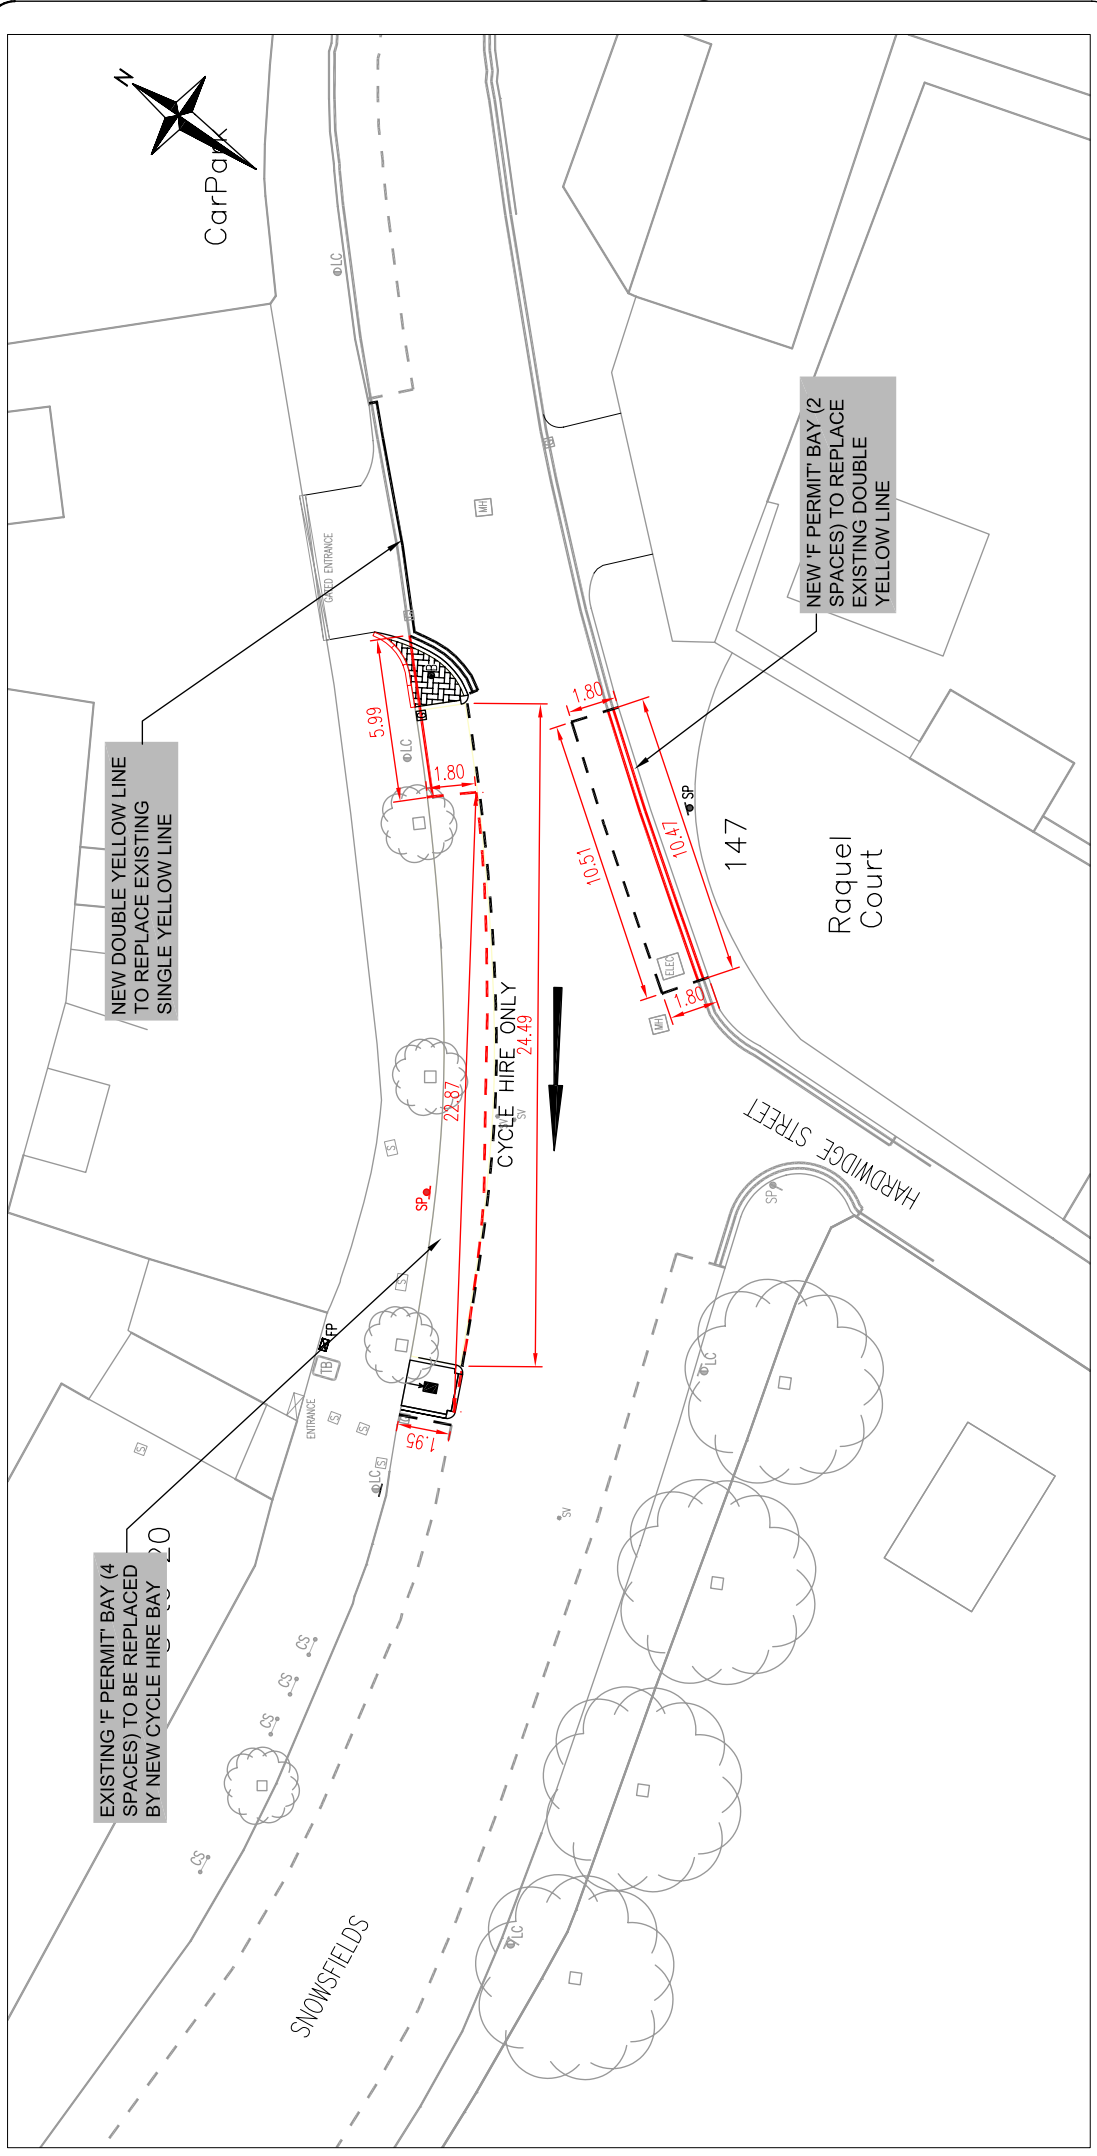 N
CarPark
LC
NEW 'F PERMIT' BAY (2
SPACES) TO REPLACE
EXISTING DOUBLE
YELLOW LINE
MH
GATED ENTRANCE
NEW DOUBLE YELLOW LINE
TO REPLACE EXISTING
SINGLE YELLOW LINE
5.99
LC
1.80
1.80
10.51
10.47
SP
147
Raquel
Court
ELEC
MH
1.80
CYCLE HIRE ONLY
24.49
22.87
SV
SV
S
SP
S
HARDWIDGE STREET
SP
FP
TB
ENTRANCE
S
S
S
S
LC
1.95
LC
SV
EXISTING 'F PERMIT' BAY (4
SPACES) TO BE REPLACED
BY NEW CYCLE HIRE BAY
20
CS
CS
CS
CS
SNOWSFIELDS
LC